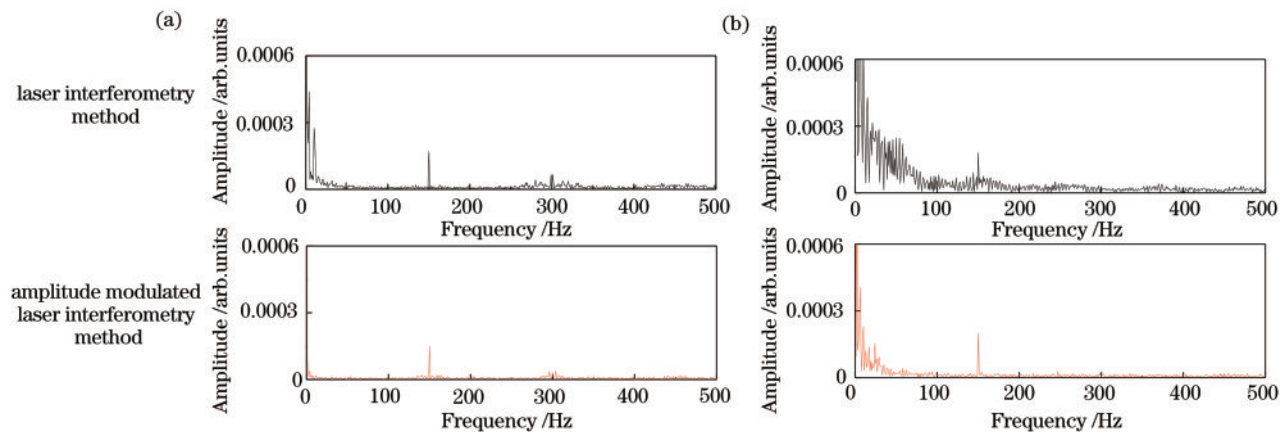 (a)
laser interferometry
method
Amplitude /arb.units
0.0006
0.0003
0
0 100 200 300 400 500
Frequency /Hz
(b)
Amplitude /arb.units
0.0006
0.0003
0
0 100 200 300 400 500
Frequency /Hz
amplitude modulated
laser interferometry
method
Amplitude /arb.units
0.0006
0.0003
0
0 100 200 300 400 500
Frequency /Hz
Amplitude /arb.units
0.0006
0.0003
0
0 100 200 300 400 500
Frequency /Hz